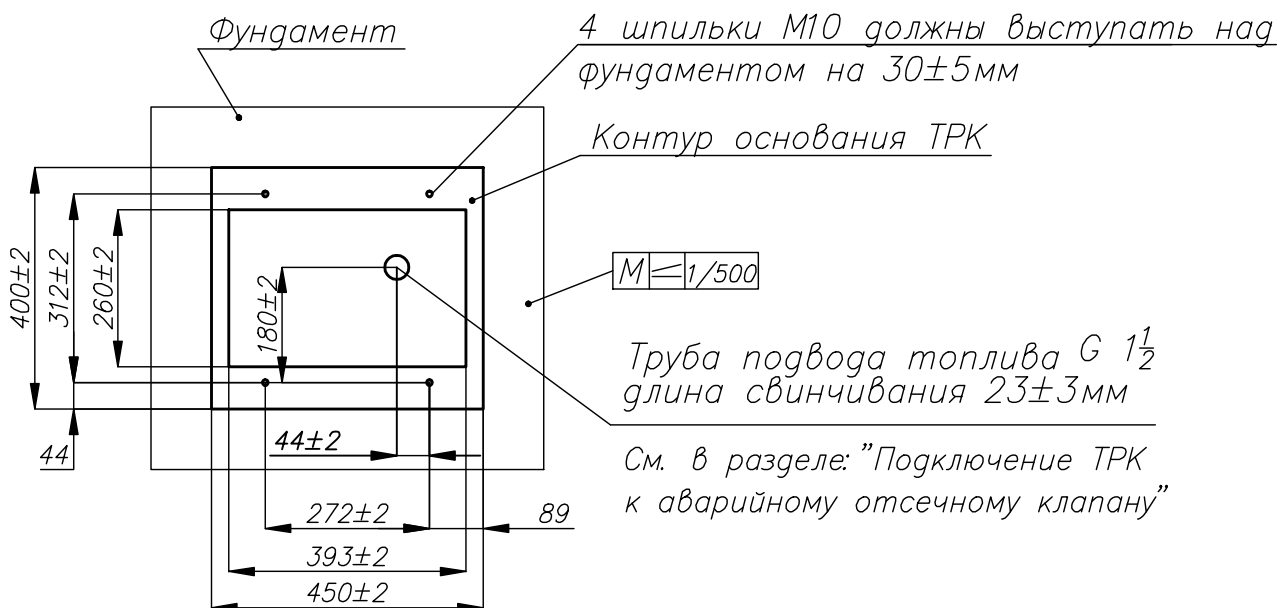 Фундамент
4 шпильки М10 должны выступать над
фундаментом на 30±5мм
Контур основания ТРК
400±2
312±2
260±2
180±2
М 1/500
Труба подвода топлива G 1 1/2
длина свинчивания 23±3мм
44
44±2
См. в разделе: "Подключение ТРК
к аварийному отсечному клапану"
272±2
89
393±2
450±2